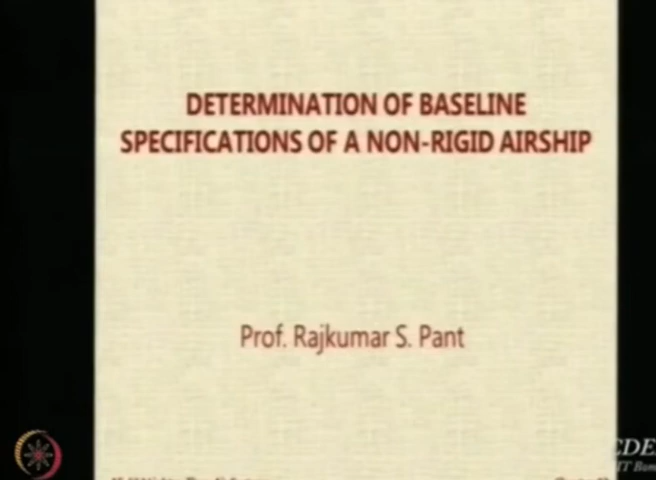 DETERMINATION OF BASELINE
SPECIFICATIONS OF A NON-RIGID AIRSHIP
Prof. Rajkumar S. Pant
CDE